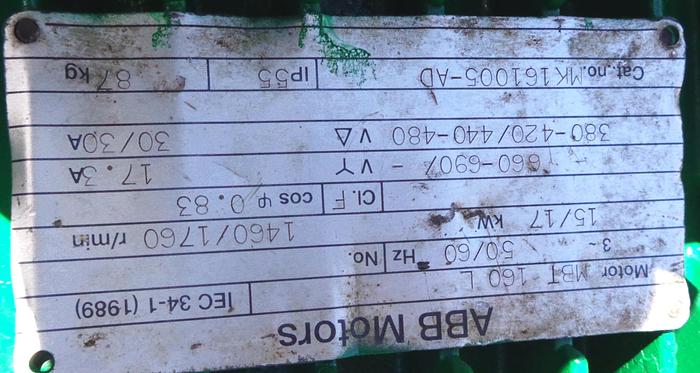 ABB Motors
Motor MBT 160 L IEC 34-1 (1989)
3~ 50/60 Hz No.
15/17 kW 1460/1760 r/min
Cl. F cos φ 0.83
660-690/ - V Y 17.3A
380-420/440-480 V Δ 30/30A
Cat.no. MK161005-AD IP55 87 kg